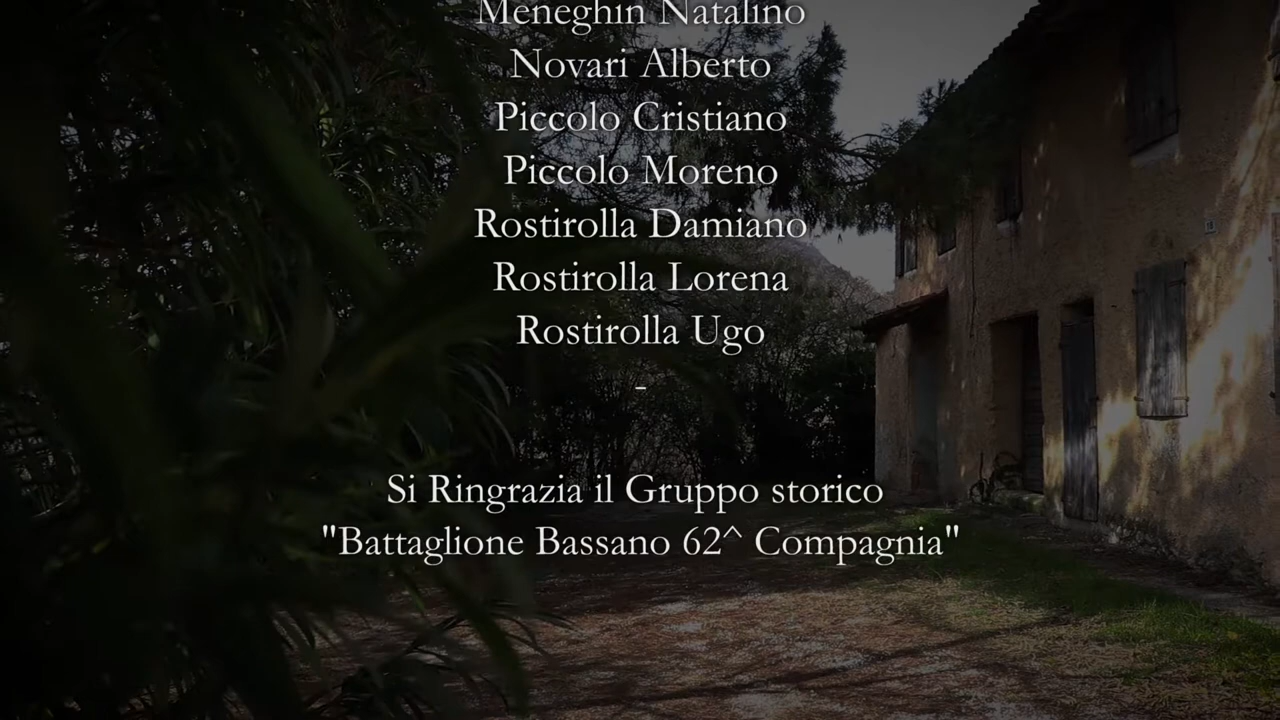 Meneghin Natalino
Novari Alberto
Piccolo Cristiano
Piccolo Moreno
Rostirolla Damiano
Rostirolla Lorena
Rostirolla Ugo
-
Si Ringrazia il Gruppo storico
"Battaglione Bassano 62^ Compagnia"